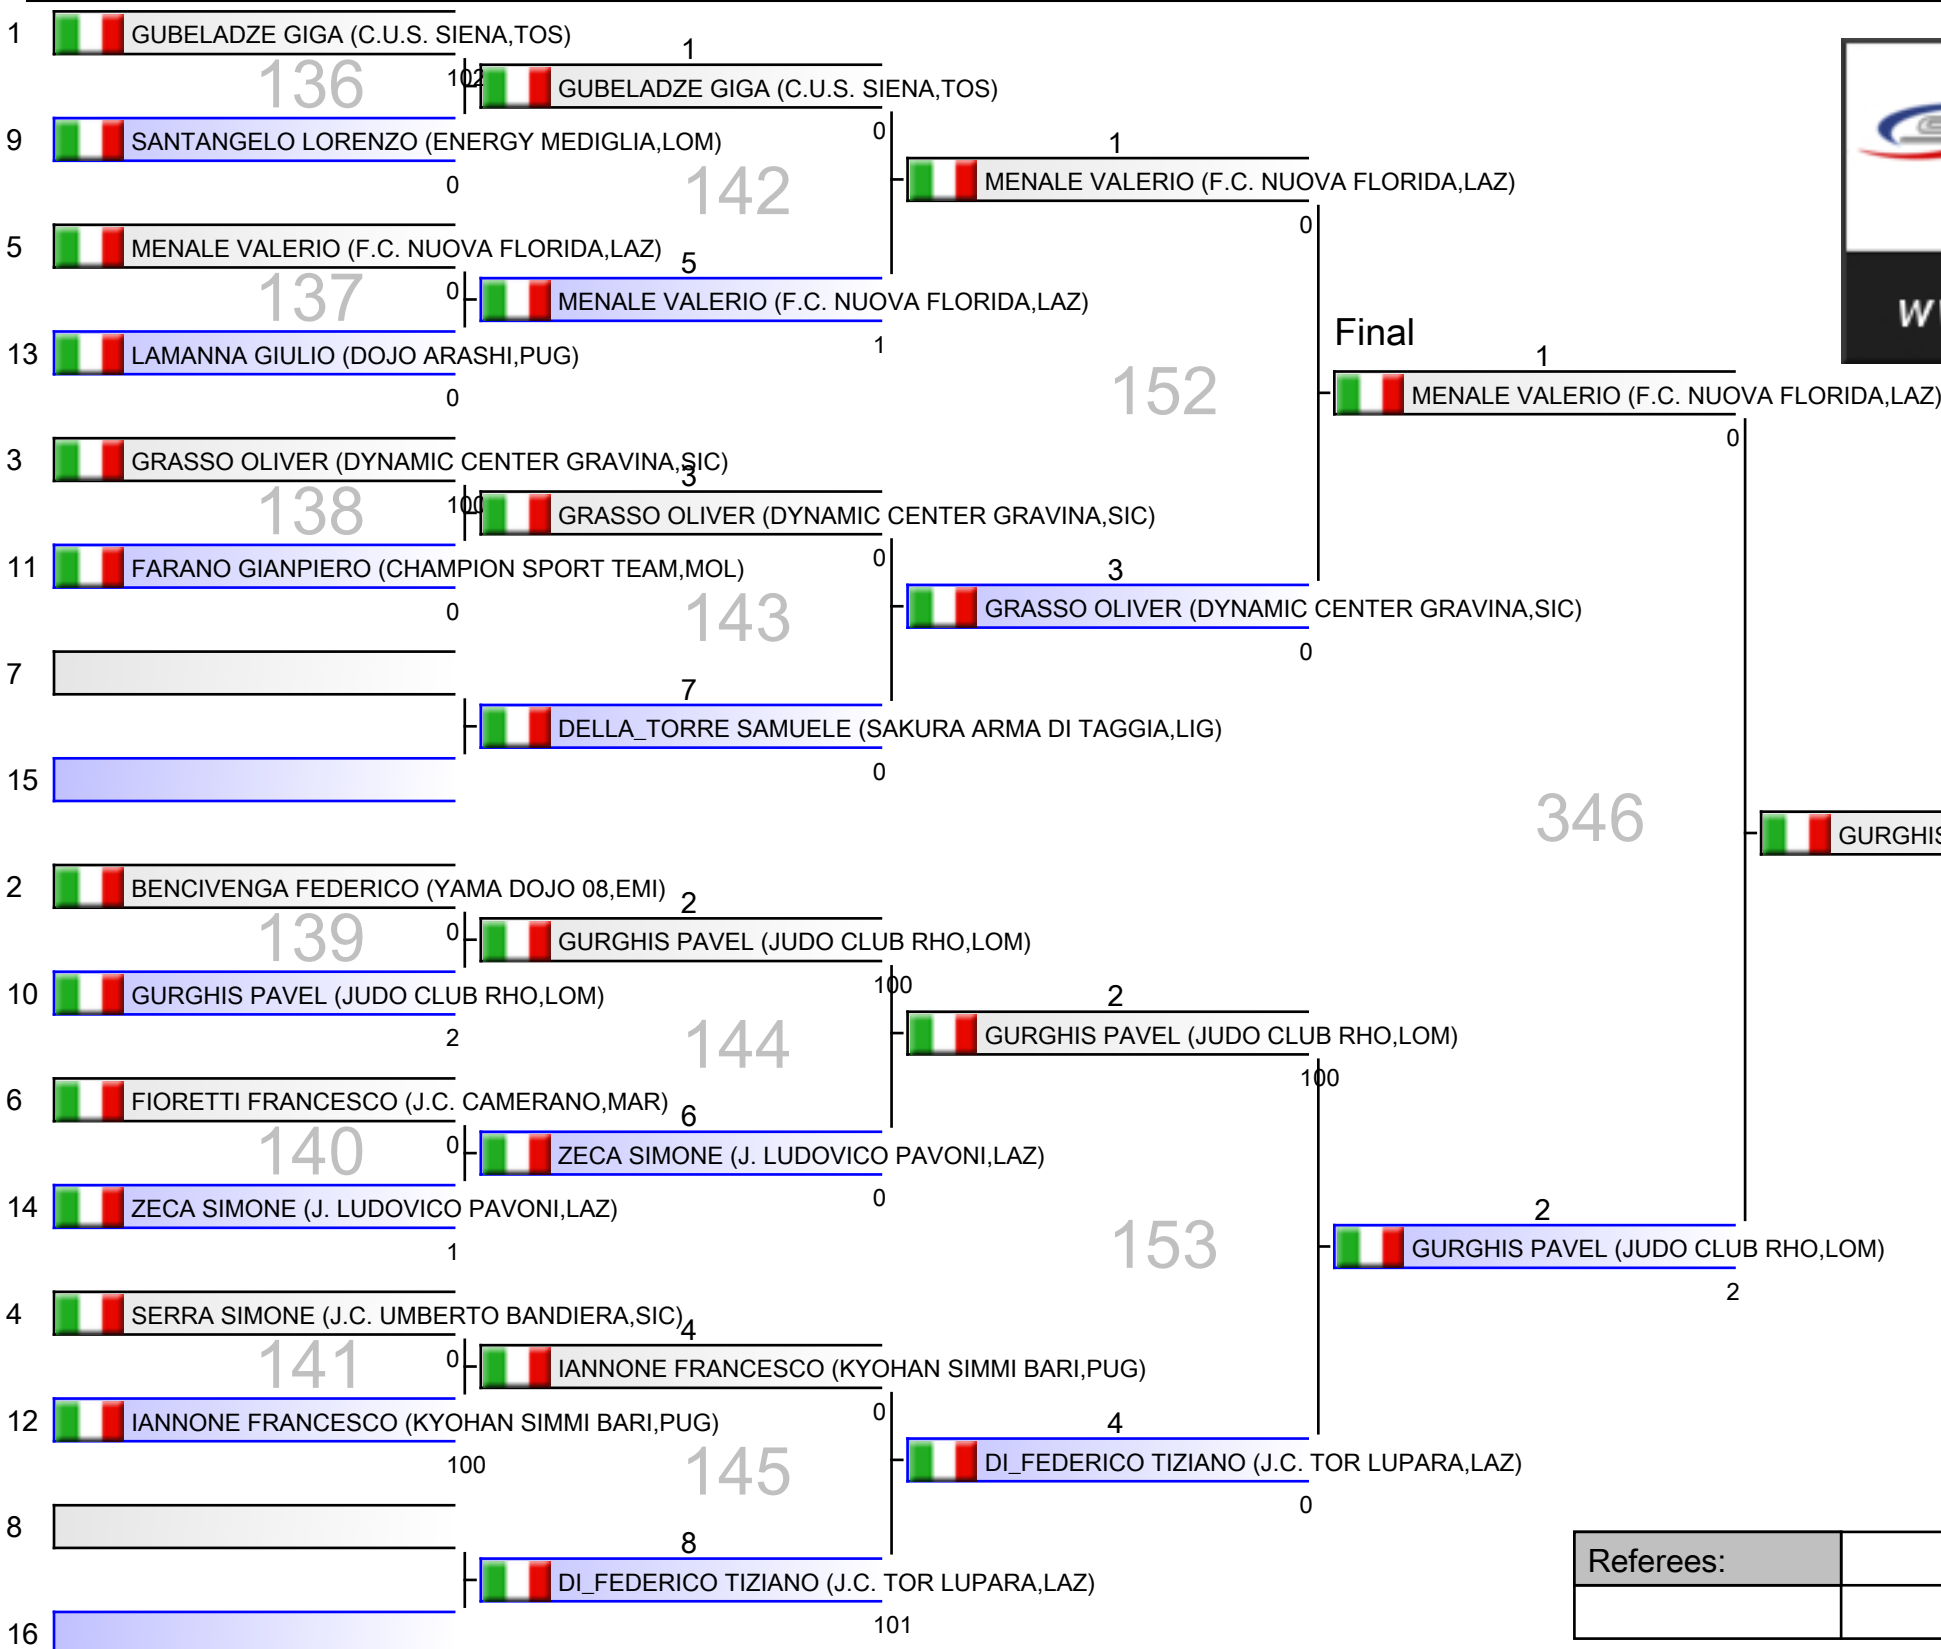 1 GUBELADZE GIGA (C.U.S. SIENA,TOS)
136
102
9 SANTANGELO LORENZO (ENERGY MEDIGLIA,LOM)
0
5 MENALE VALERIO (F.C. NUOVA FLORIDA,LAZ)
137
0
13 LAMANNA GIULIO (DOJO ARASHI,PUG)
0
3 GRASSO OLIVER (DYNAMIC CENTER GRAVINA,SIC)
138
100
11 FARANO GIANPIERO (CHAMPION SPORT TEAM,MOL)
0
7
15
2 BENCIVENGA FEDERICO (YAMA DOJO 08,EMI)
139
0
10 GURGHIS PAVEL (JUDO CLUB RHO,LOM)
2
6 FIORETTI FRANCESCO (J.C. CAMERANO,MAR)
140
0
14 ZECA SIMONE (J. LUDOVICO PAVONI,LAZ)
1
4 SERRA SIMONE (J.C. UMBERTO BANDIERA,SIC)
141
0
12 IANNONE FRANCESCO (KYOHAN SIMMI BARI,PUG)
100
8
16
1
GUBELADZE GIGA (C.U.S. SIENA,TOS)
0
142
5
MENALE VALERIO (F.C. NUOVA FLORIDA,LAZ)
1
3
GRASSO OLIVER (DYNAMIC CENTER GRAVINA,SIC)
0
143
7
DELLA_TORRE SAMUELE (SAKURA ARMA DI TAGGIA,LIG)
0
2
GURGHIS PAVEL (JUDO CLUB RHO,LOM)
100
144
6
ZECA SIMONE (J. LUDOVICO PAVONI,LAZ)
0
4
IANNONE FRANCESCO (KYOHAN SIMMI BARI,PUG)
0
145
8
DI_FEDERICO TIZIANO (J.C. TOR LUPARA,LAZ)
101
1
MENALE VALERIO (F.C. NUOVA FLORIDA,LAZ)
0
152
3
GRASSO OLIVER (DYNAMIC CENTER GRAVINA,SIC)
0
2
GURGHIS PAVEL (JUDO CLUB RHO,LOM)
100
153
4
DI_FEDERICO TIZIANO (J.C. TOR LUPARA,LAZ)
0
Final
1
MENALE VALERIO (F.C. NUOVA FLORIDA,LAZ)
0
346
2
GURGHIS PAVEL (JUDO CLUB RHO,LOM)
2
GURGHIS
Referees: